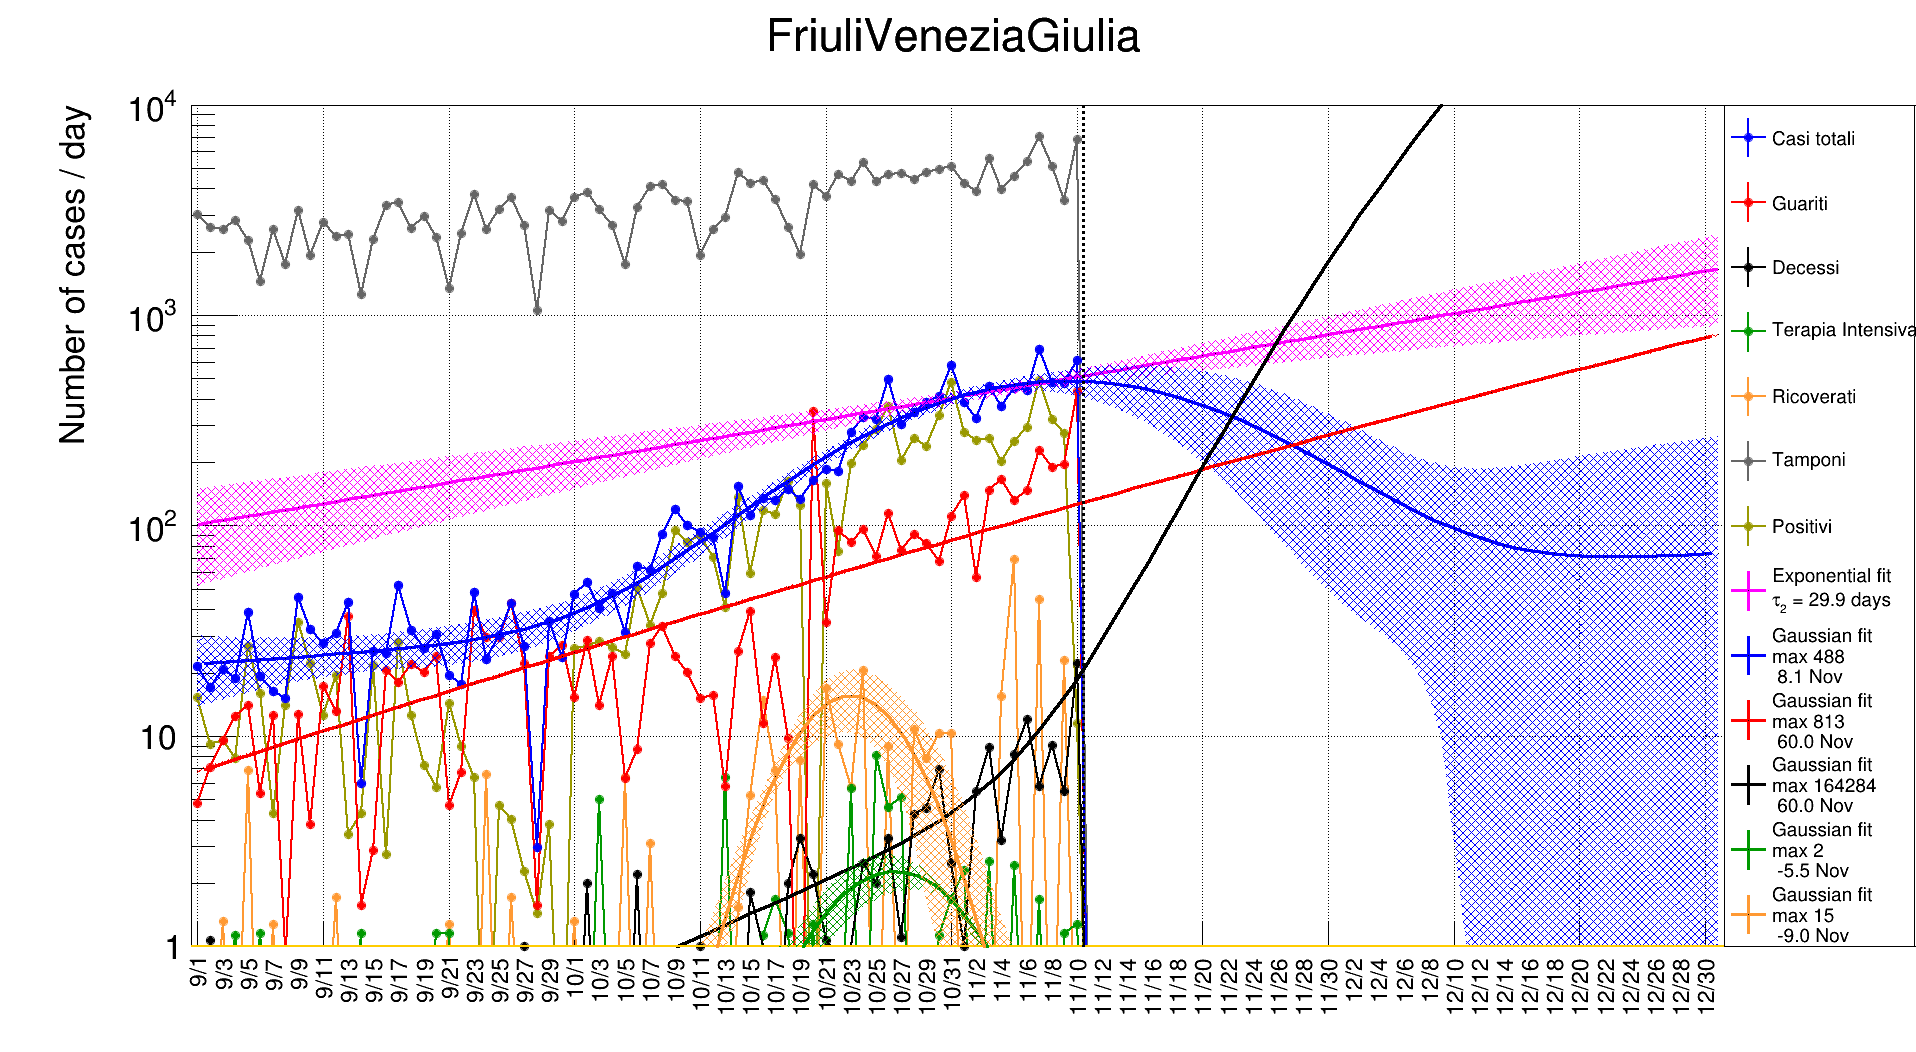 FriuliVeneziaGiulia
Number of cases / day
10^4
10^3
10^2
10
1
9/1
9/3
9/5
9/7
9/9
9/11
9/13
9/15
9/17
9/19
9/21
9/23
9/25
9/27
9/29
10/1
10/3
10/5
10/7
10/9
10/11
10/13
10/15
10/17
10/19
10/21
10/23
10/25
10/27
10/29
10/31
11/2
11/4
11/6
11/8
11/10
11/12
11/14
11/16
11/18
11/20
11/22
11/24
11/26
11/28
11/30
12/2
12/4
12/6
12/8
12/10
12/12
12/14
12/16
12/18
12/20
12/22
12/24
12/26
12/28
12/30
Casi totali
Guariti
Decessi
Terapia Intensiva
Ricoverati
Tamponi
Positivi
Exponential fit
τ2 = 29.9 days
Gaussian fit
max 488
8.1 Nov
Gaussian fit
max 813
60.0 Nov
Gaussian fit
max 164284
60.0 Nov
Gaussian fit
max 2
-5.5 Nov
Gaussian fit
max 15
-9.0 Nov